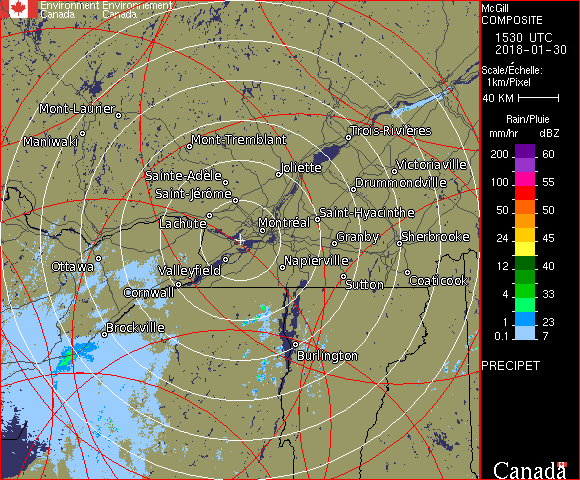 Environment Environnement
Canada Canada
McGill
COMPOSITE
1530 UTC
2018-01-30
Scale/Échelle:
1km/Pixel
40 KM
Rain/Pluie
mm/hr dBZ
200 60
150 57
100 55
50 50
24 45
12 40
4 33
1 23
0.1 7
PRECIPET
Canada
Mont-Laurier
Maniwaki
Mont-Tremblant
Trois-Rivières
Sainte-Adèle
Joliette
Victoriaville
Saint-Jérôme
Drummondville
Lachute
Montréal
Saint-Hyacinthe
Granby
Sherbrooke
Ottawa
Valleyfield
Napierville
Cornwall
Sutton
Coaticook
Brockville
Burlington